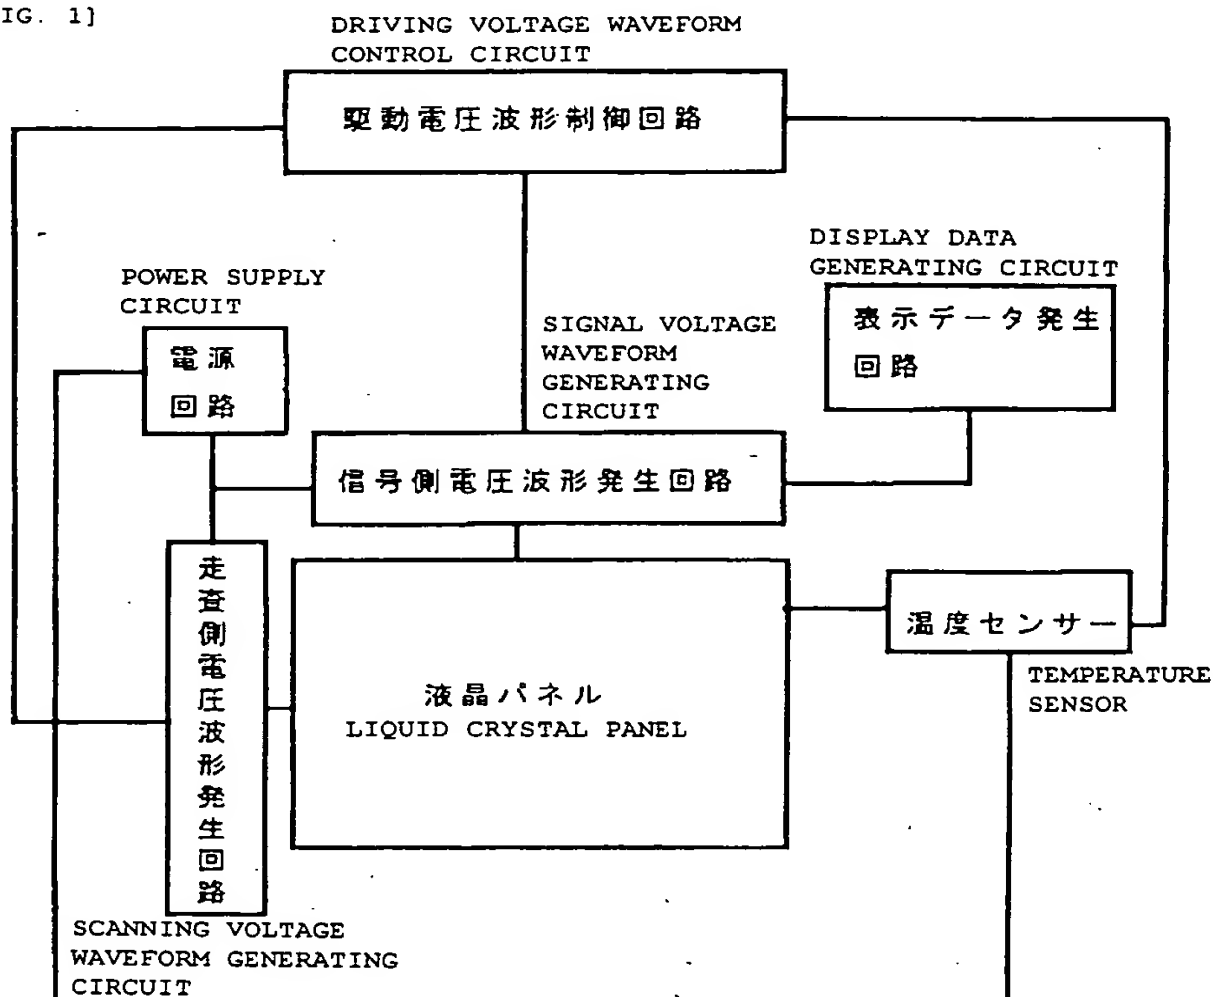 IG. 1]
DRIVING VOLTAGE WAVEFORM
CONTROL CIRCUIT
駆動電圧波形制御回路
DISPLAY DATA
GENERATING CIRCUIT
表示データ発生
回路
POWER SUPPLY
CIRCUIT
電源
回路
SIGNAL VOLTAGE
WAVEFORM
GENERATING
CIRCUIT
信号側電圧波形発生回路
走査側電圧波形発生回路
液晶パネル
LIQUID CRYSTAL PANEL
温度センサー
TEMPERATURE
SENSOR
SCANNING VOLTAGE
WAVEFORM GENERATING
CIRCUIT